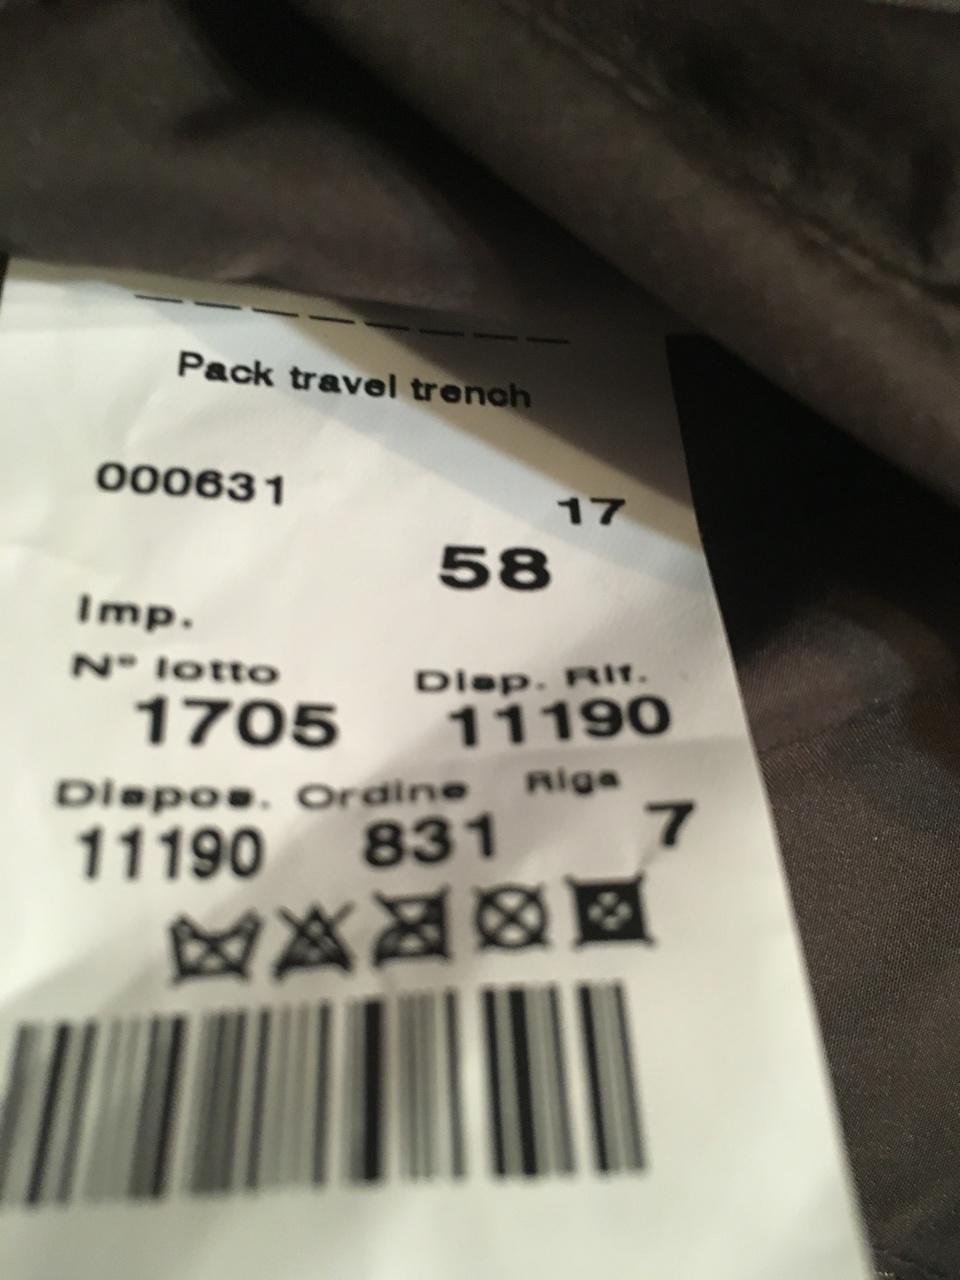 Pack travel trench
000631 17
58
Imp.
N° lotto Disp. Rif.
1705 11190
Dispos. Ordine Riga
11190 831 7